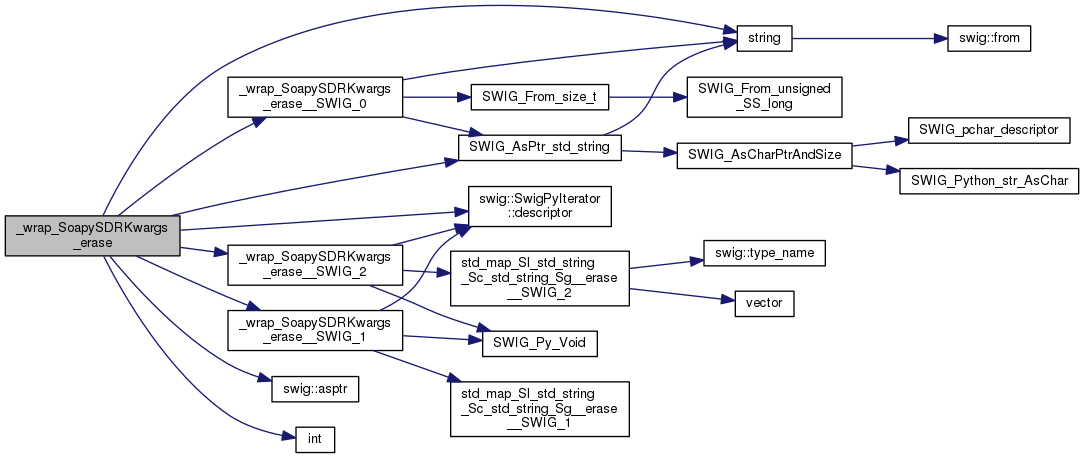 _wrap_SoapySDRKwargs
_erase
_wrap_SoapySDRKwargs
_erase__SWIG_0
_wrap_SoapySDRKwargs
_erase__SWIG_2
_wrap_SoapySDRKwargs
_erase__SWIG_1
swig::asptr
int
string
SWIG_From_size_t
SWIG_AsPtr_std_string
swig::SwigPyIterator
::descriptor
std_map_Sl_std_string
_Sc_std_string_Sg__erase
__SWIG_2
SWIG_Py_Void
std_map_Sl_std_string
_Sc_std_string_Sg__erase
__SWIG_1
swig::from
SWIG_From_unsigned
_SS_long
SWIG_AsCharPtrAndSize
SWIG_pchar_descriptor
SWIG_Python_str_AsChar
swig::type_name
vector